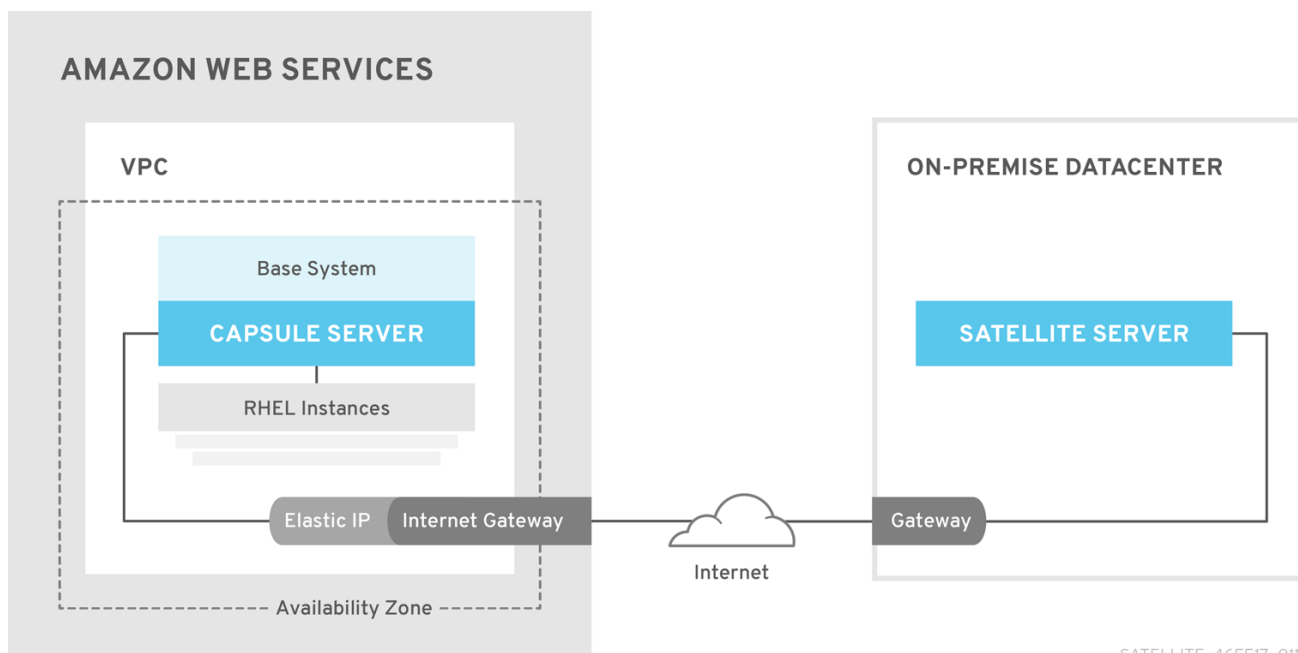 AMAZON WEB SERVICES
VPC
Base System
CAPSULE SERVER
RHEL Instances
Elastic IP
Internet Gateway
Availability Zone
Internet
ON-PREMISE DATACENTER
SATELLITE SERVER
Gateway